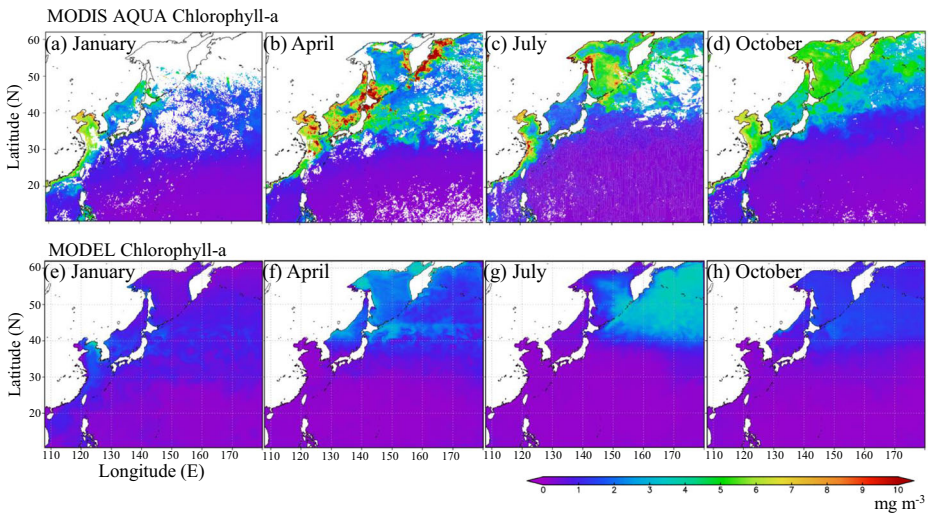 MODIS AQUA Chlorophyll-a
(a) January
(b) April
(c) July
(d) October
Latitude (N)
60
50
40
30
20
MODEL Chlorophyll-a
(e) January
(f) April
(g) July
(h) October
Latitude (N)
60
50
40
30
20
110 120 130 140 150 160 170
110 120 130 140 150 160 170
110 120 130 140 150 160 170
110 120 130 140 150 160 170 180
Longitude (E)
0 1 2 3 4 5 6 7 8 9 10
mg m-3